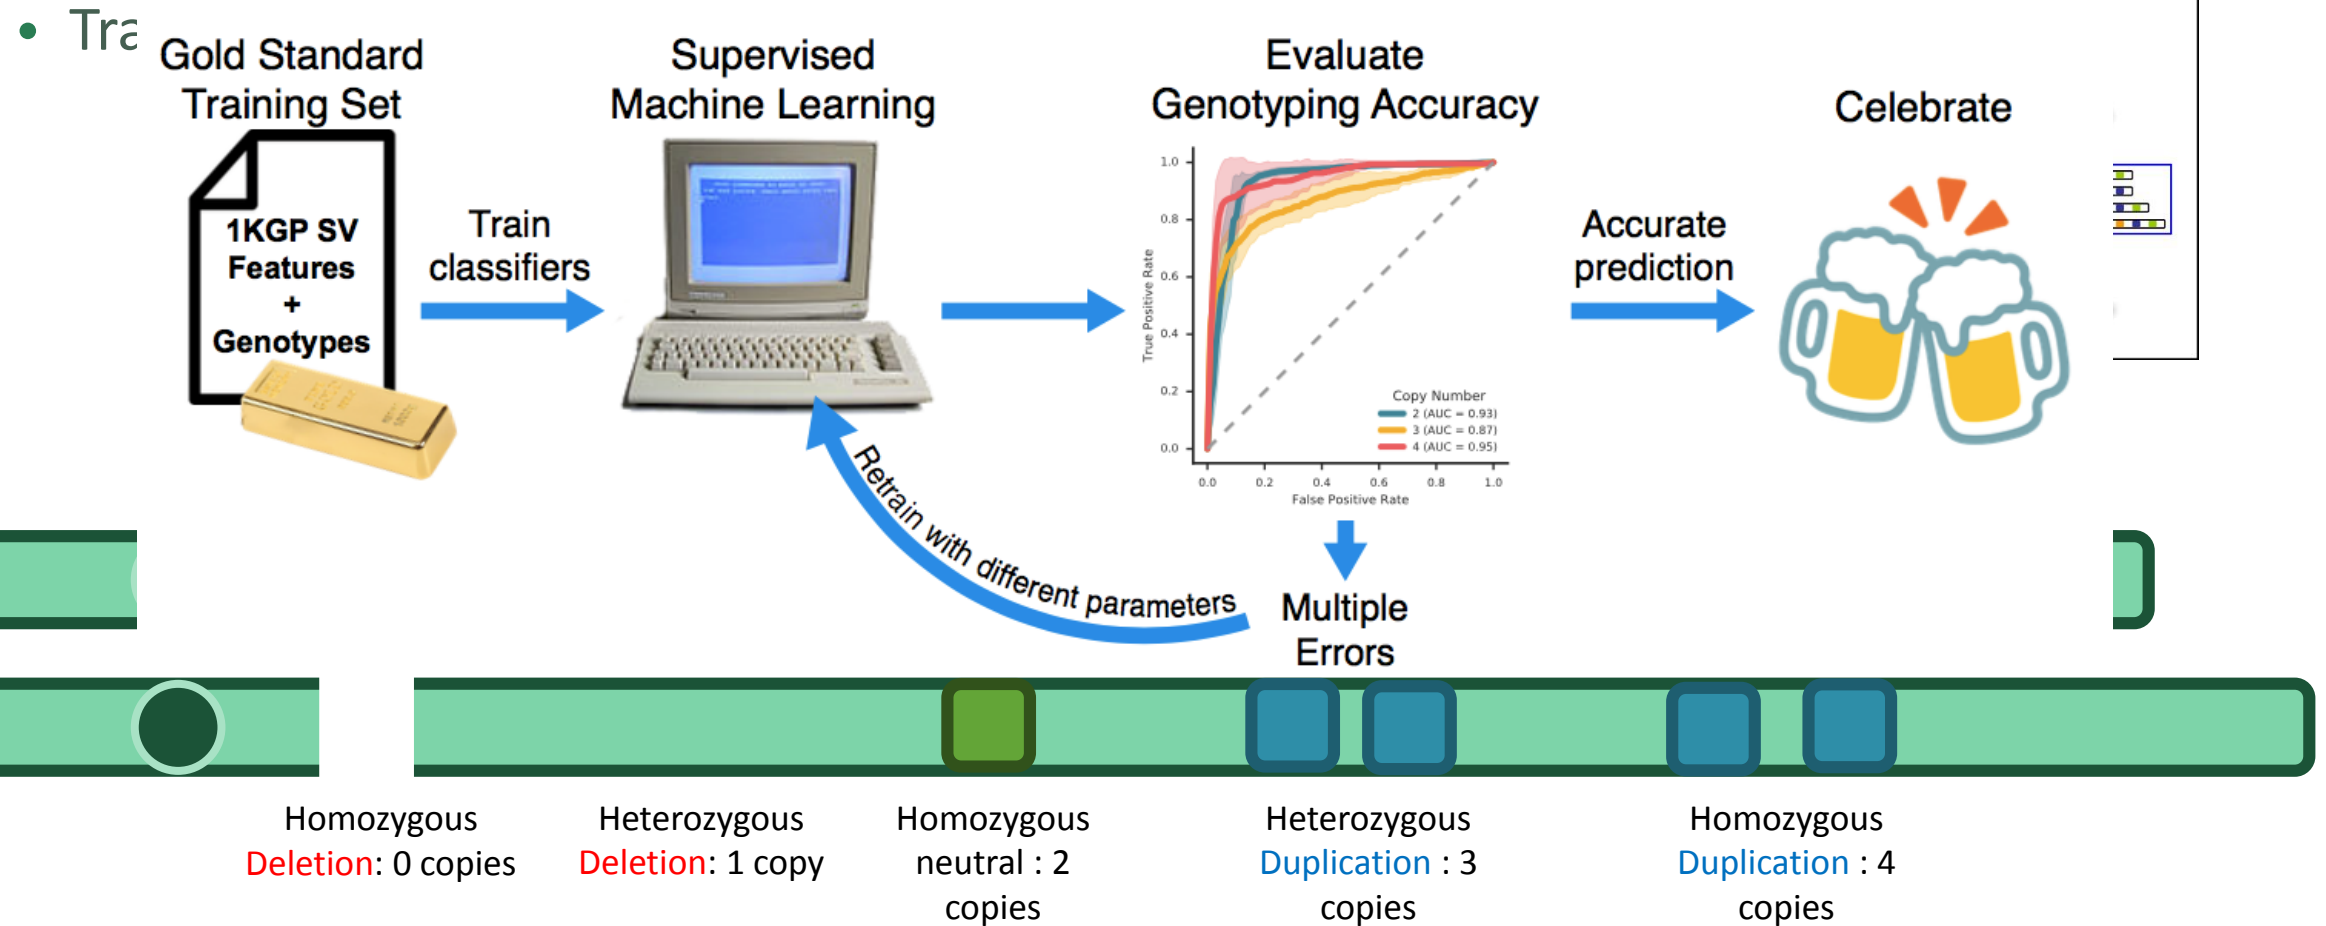 • Tra
Gold Standard
Training Set
1KGP SV
Features
+
Genotypes
Train
classifiers
Supervised
Machine Learning
Evaluate
Genotyping Accuracy
1.0
0.8
0.6
0.4
0.2
0.0
True Positive Rate
0.0 0.2 0.4 0.6 0.8 1.0
False Positive Rate
Copy Number
2 (AUC = 0.93)
3 (AUC = 0.87)
4 (AUC = 0.95)
Accurate
prediction
Celebrate
Multiple
Errors
Retrain with different parameters
Homozygous
Deletion: 0 copies
Heterozygous
Deletion: 1 copy
Homozygous
neutral : 2
copies
Heterozygous
Duplication : 3
copies
Homozygous
Duplication : 4
copies